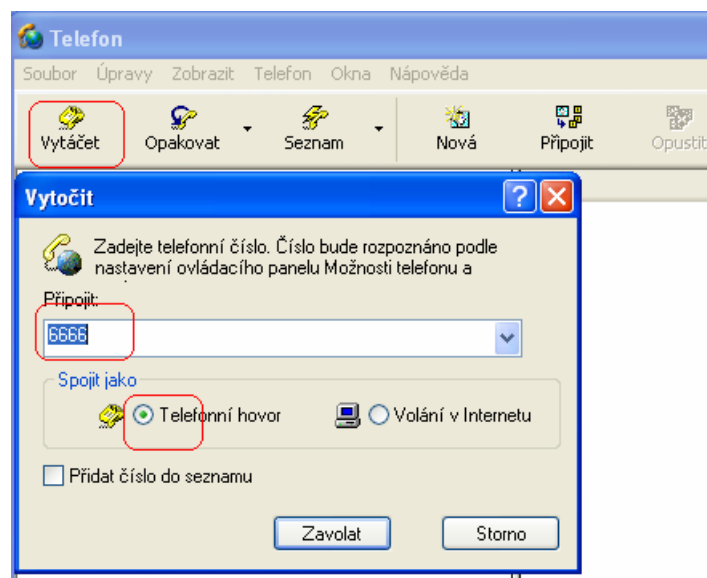 Telefon
Soubor Úpravy Zobrazit Telefon Okna Nápověda
Vytáčet Opakovat Seznam Nová Připojit Opustit
Vytočit
Zadejte telefonní číslo. Číslo bude rozpoznáno podle
nastavení ovládacího panelu Možnosti telefonu a
Připojit:
6666
Spojit jako
Telefonní hovor Volání v Internetu
Přidat číslo do seznamu
Zavolat Storno